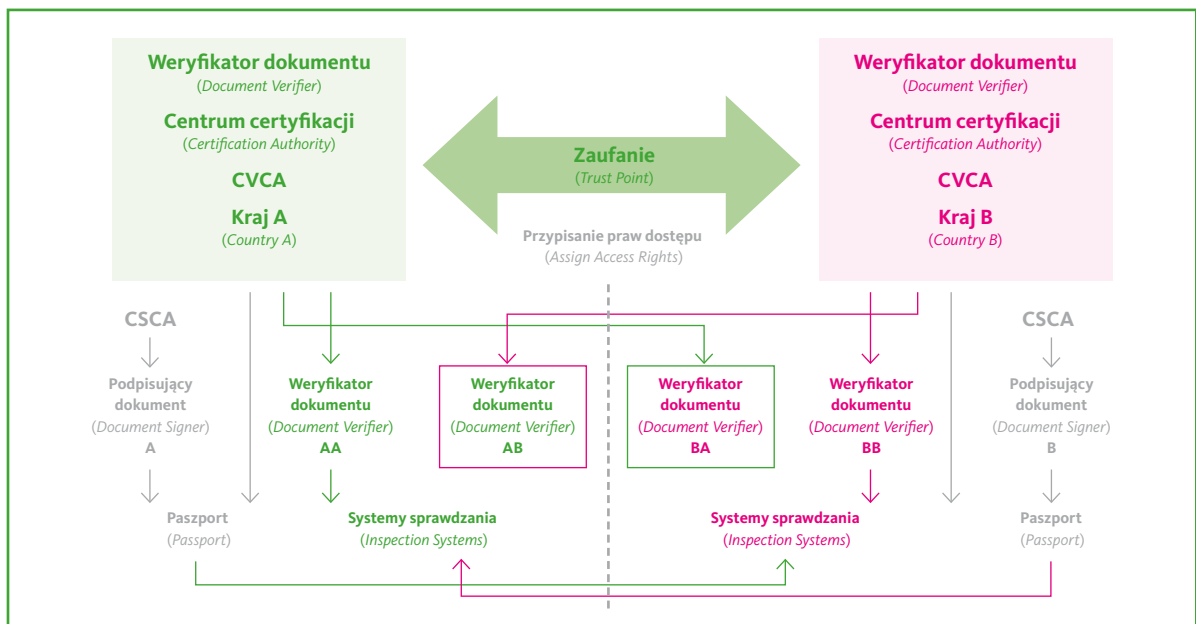 Weryfikator dokumentu
(Document Verifier)
Centrum certyfikacji
(Certification Authority)
CVCA
Kraj A
(Country A)
Zaufanie
(Trust Point)
Przypisanie praw dostępu
(Assign Access Rights)
Weryfikator dokumentu
(Document Verifier)
Centrum certyfikacji
(Certification Authority)
CVCA
Kraj B
(Country B)
CSCA
Podpisujący
dokument
(Document Signer)
A
Weryfikator
dokumentu
(Document Verifier)
AA
Weryfikator
dokumentu
(Document Verifier)
AB
Weryfikator
dokumentu
(Document Verifier)
BA
Weryfikator
dokumentu
(Document Verifier)
BB
CSCA
Podpisujący
dokument
(Document Signer)
B
Paszport
(Passport)
Systemy sprawdzania
(Inspection Systems)
Systemy sprawdzania
(Inspection Systems)
Paszport
(Passport)